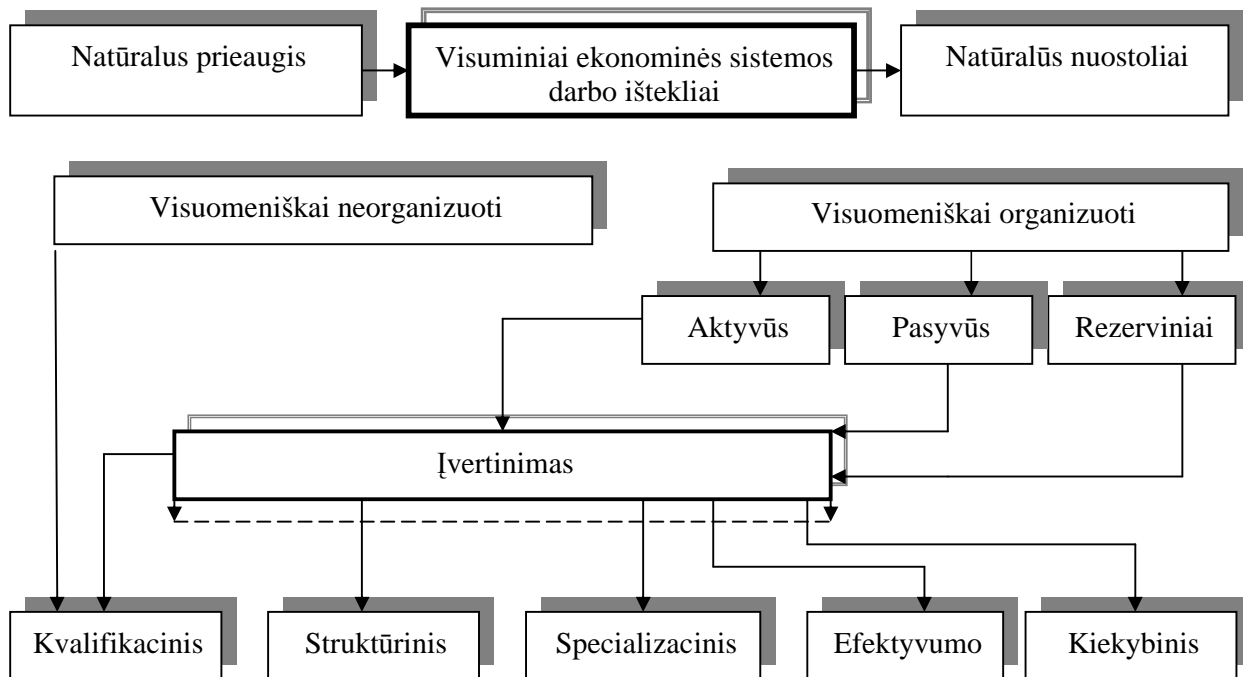 Natūralus prieaugis
Visuminiai ekonominės sistemos
darbo ištekliai
Natūralūs nuostoliai
Visuomeniškai neorganizuoti
Visuomeniškai organizuoti
Aktyvūs
Pasyvūs
Rezerviniai
Įvertinimas
Kvalifikacinis
Struktūrinis
Specializacinis
Efektyvumo
Kiekybinis